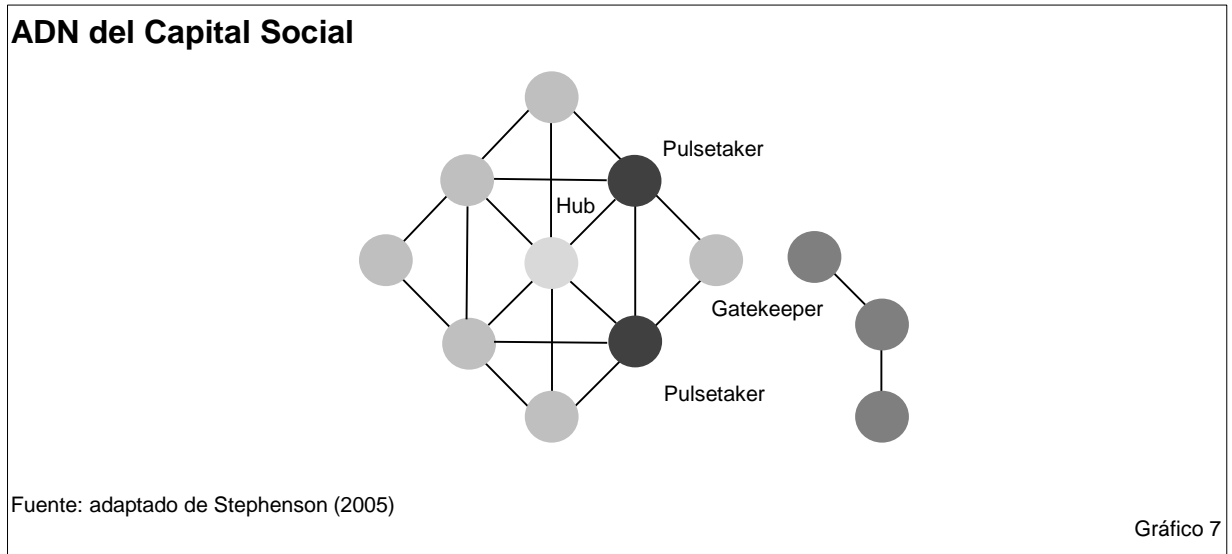 ADN del Capital Social
Pulsetaker
Hub
Gatekeeper
Pulsetaker
Fuente: adaptado de Stephenson (2005)
Gráfico 7